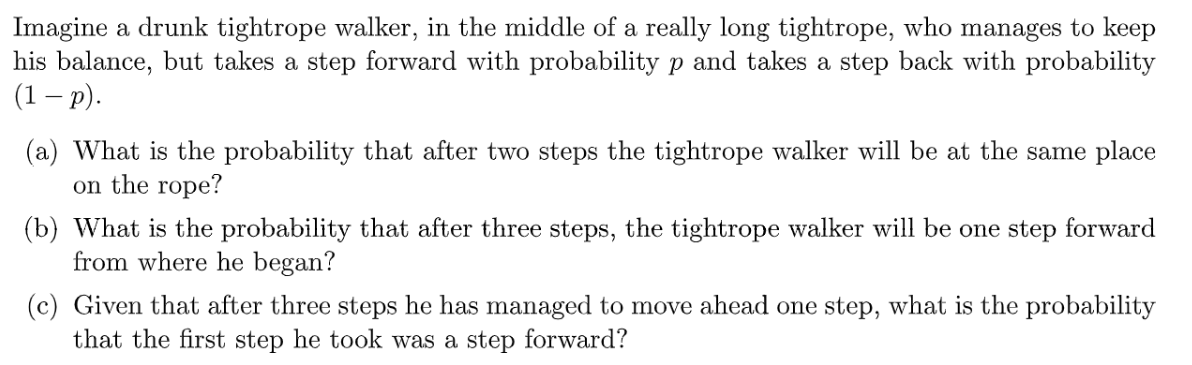 Imagine a drunk tightrope walker, in the middle of a really long tightrope, who manages to keep
his balance, but takes a step forward with probability p and takes a step back with probability
(1 − p).
(a) What is the probability that after two steps the tightrope walker will be at the same place
on the rope?
(b) What is the probability that after three steps, the tightrope walker will be one step forward
from where he began?
(c) Given that after three steps he has managed to move ahead one step, what is the probability
that the first step he took was a step forward?